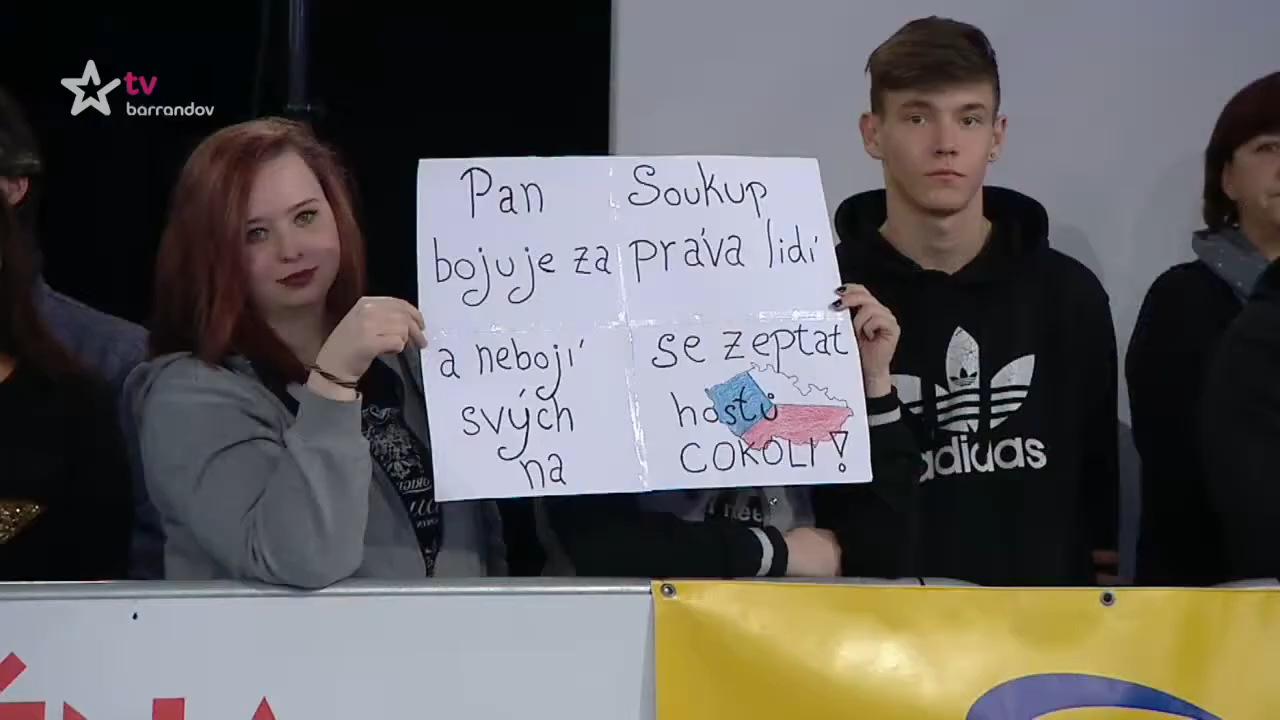 tv
barrandov
Pan Soukup
bojuje za práva lidí
a nebojí se zeptat
svých hostů
na COKOLI!
adidas